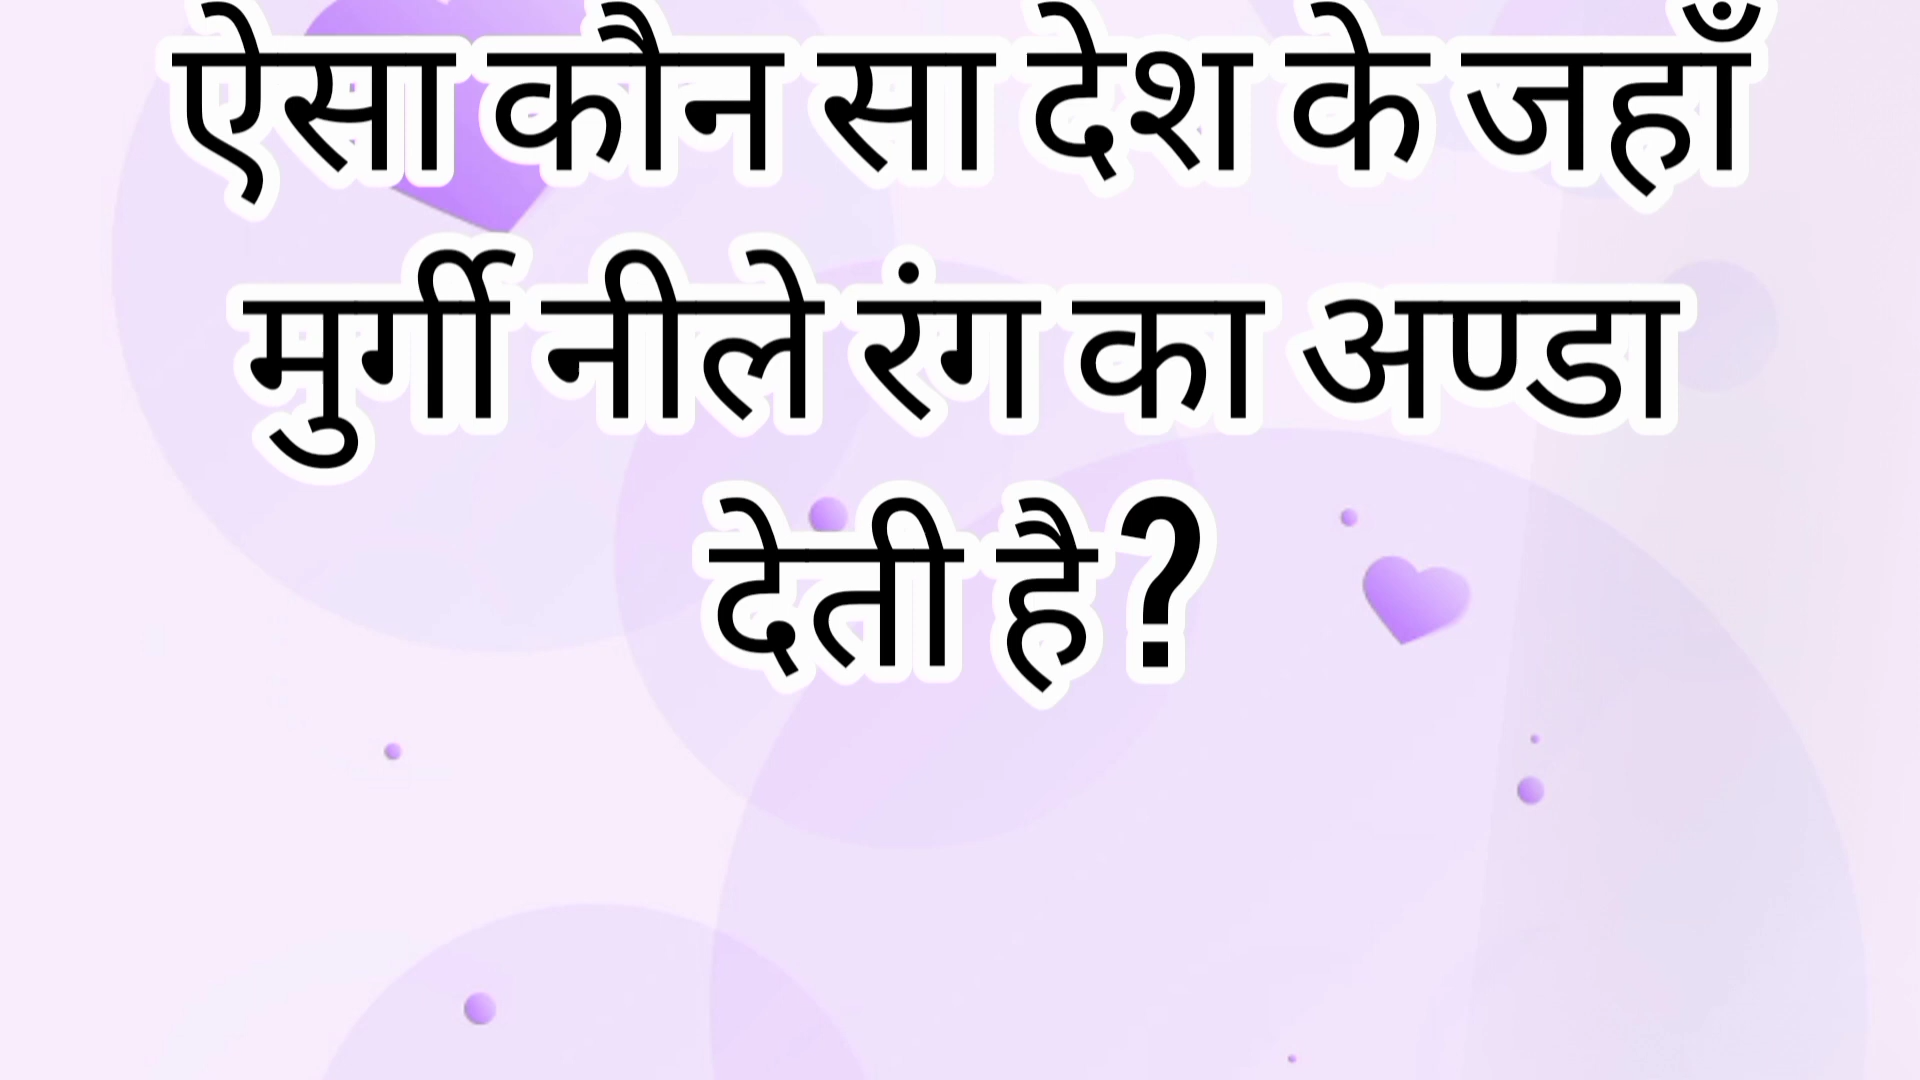 ऐसा कौन सा देश के जहाँ
मुर्गी नीले रंग का अण्डा
देती है?